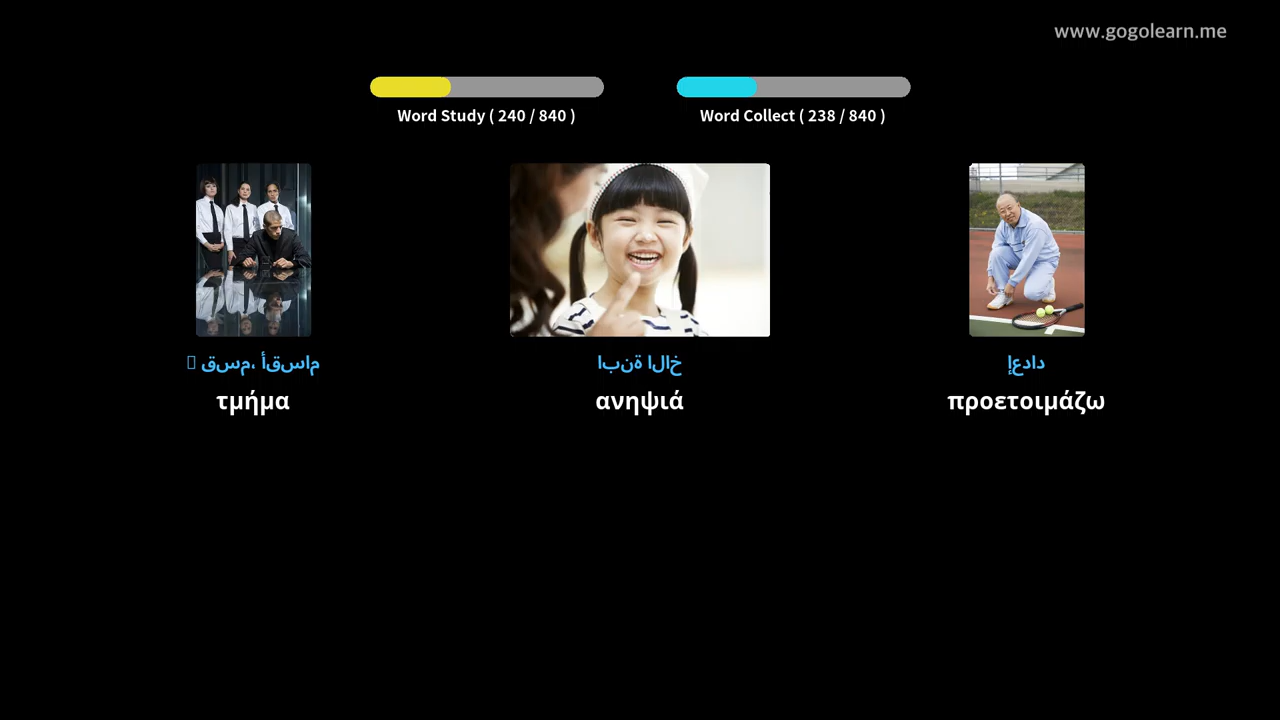 www.gogolearn.me
Word Study ( 240 / 840 )
Word Collect ( 238 / 840 )
قسم، أقسام
ابنة الاخ
إعداد
τμήμα
ανηψιά
προετοιμάζω